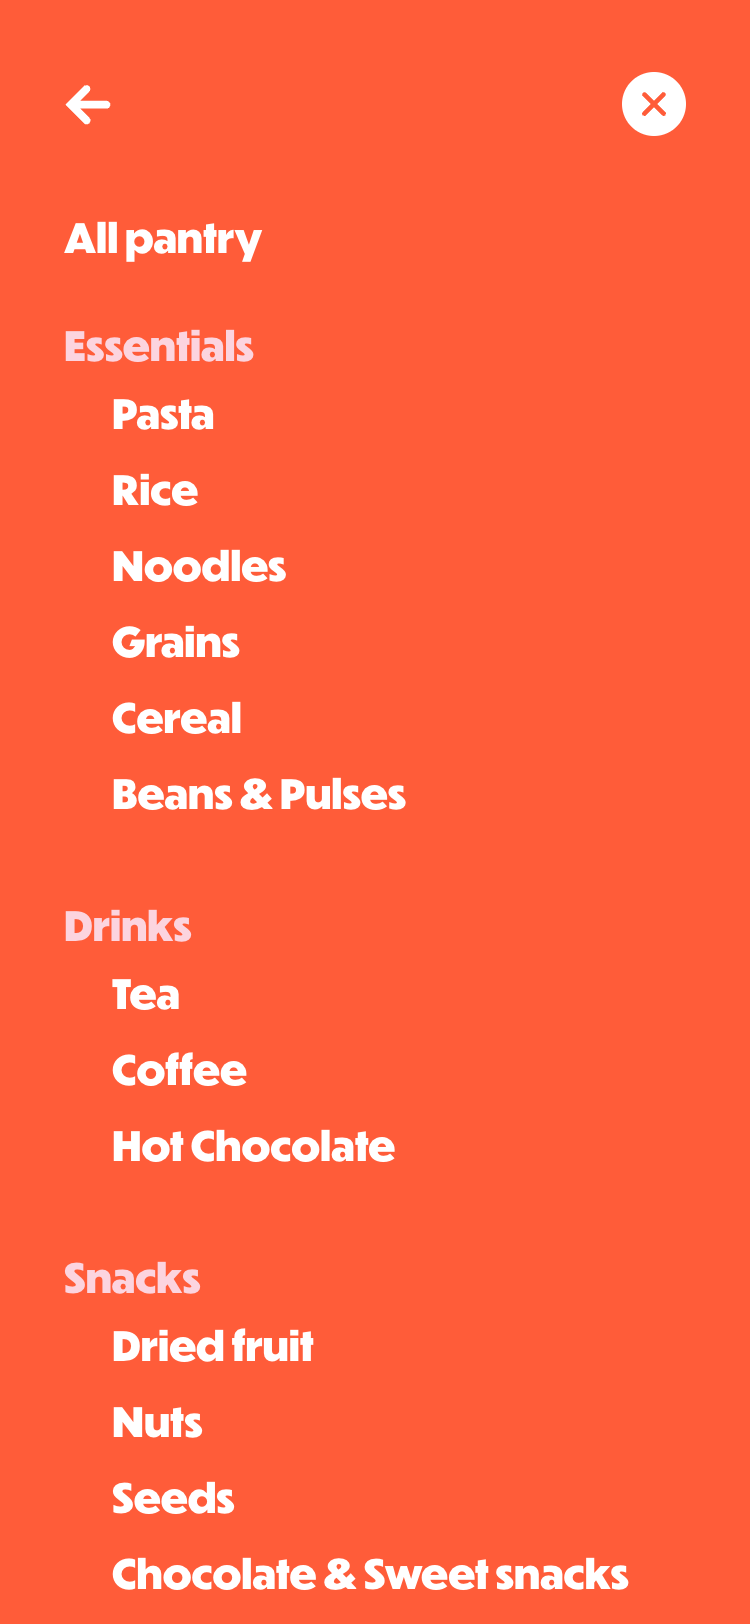 All pantry
Essentials
Pasta
Rice
Noodles
Grains
Cereal
Beans & Pulses
Drinks
Tea
Coffee
Hot Chocolate
Snacks
Dried fruit
Nuts
Seeds
Chocolate & Sweet snacks